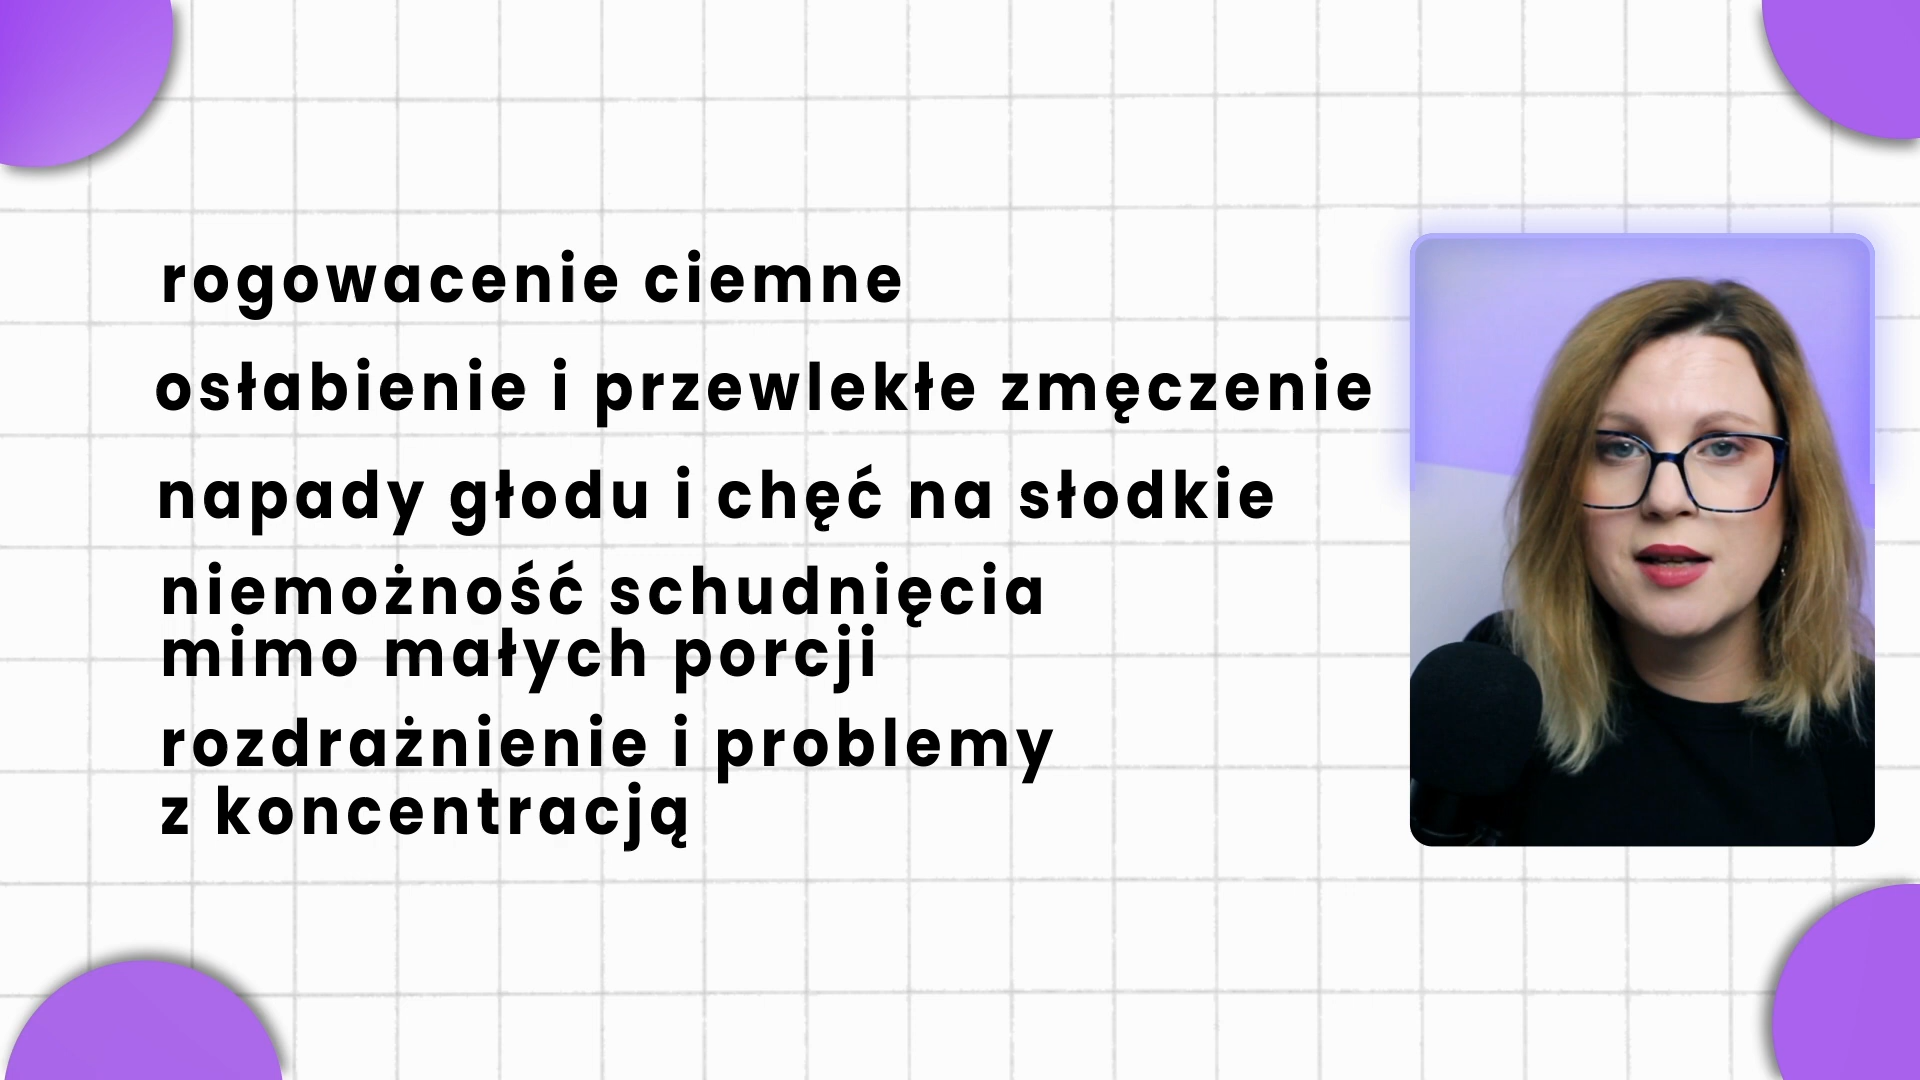 rogowacenie ciemne
osłabienie i przewlekłe zmęczenie
napady głodu i chęć na słodkie
niemożność schudnięcia
mimo małych porcji
rozdrażnienie i problemy
z koncentracją